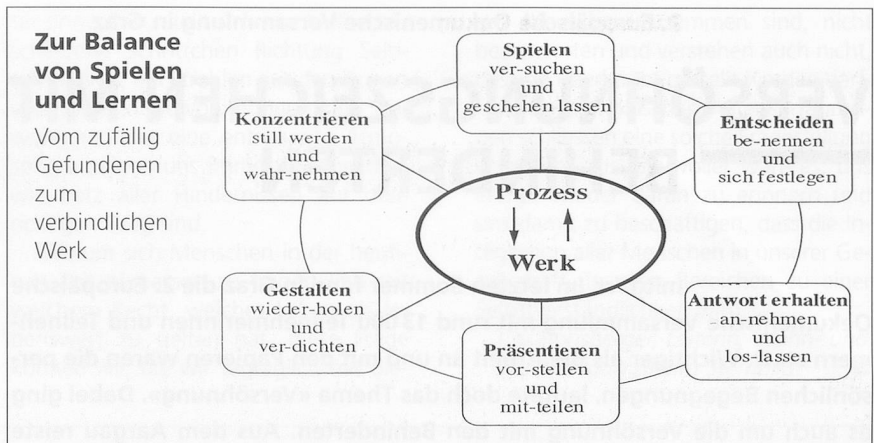 Zur Balance
von Spielen
und Lernen
Vom zufällig
Gefundenen
zum
verbindlichen
Werk
Spielen
ver-suchen
und
geschehen lassen
Konzentrieren
still werden
und
wahr-nehmen
Entscheiden
be-nennen
und
sich festlegen
Prozess
Werk
Gestalten
wieder-holen
und
ver-dichten
Antwort erhalten
an-nehmen
und
los-lassen
Präsentieren
vor-stellen
und
mit-teilen